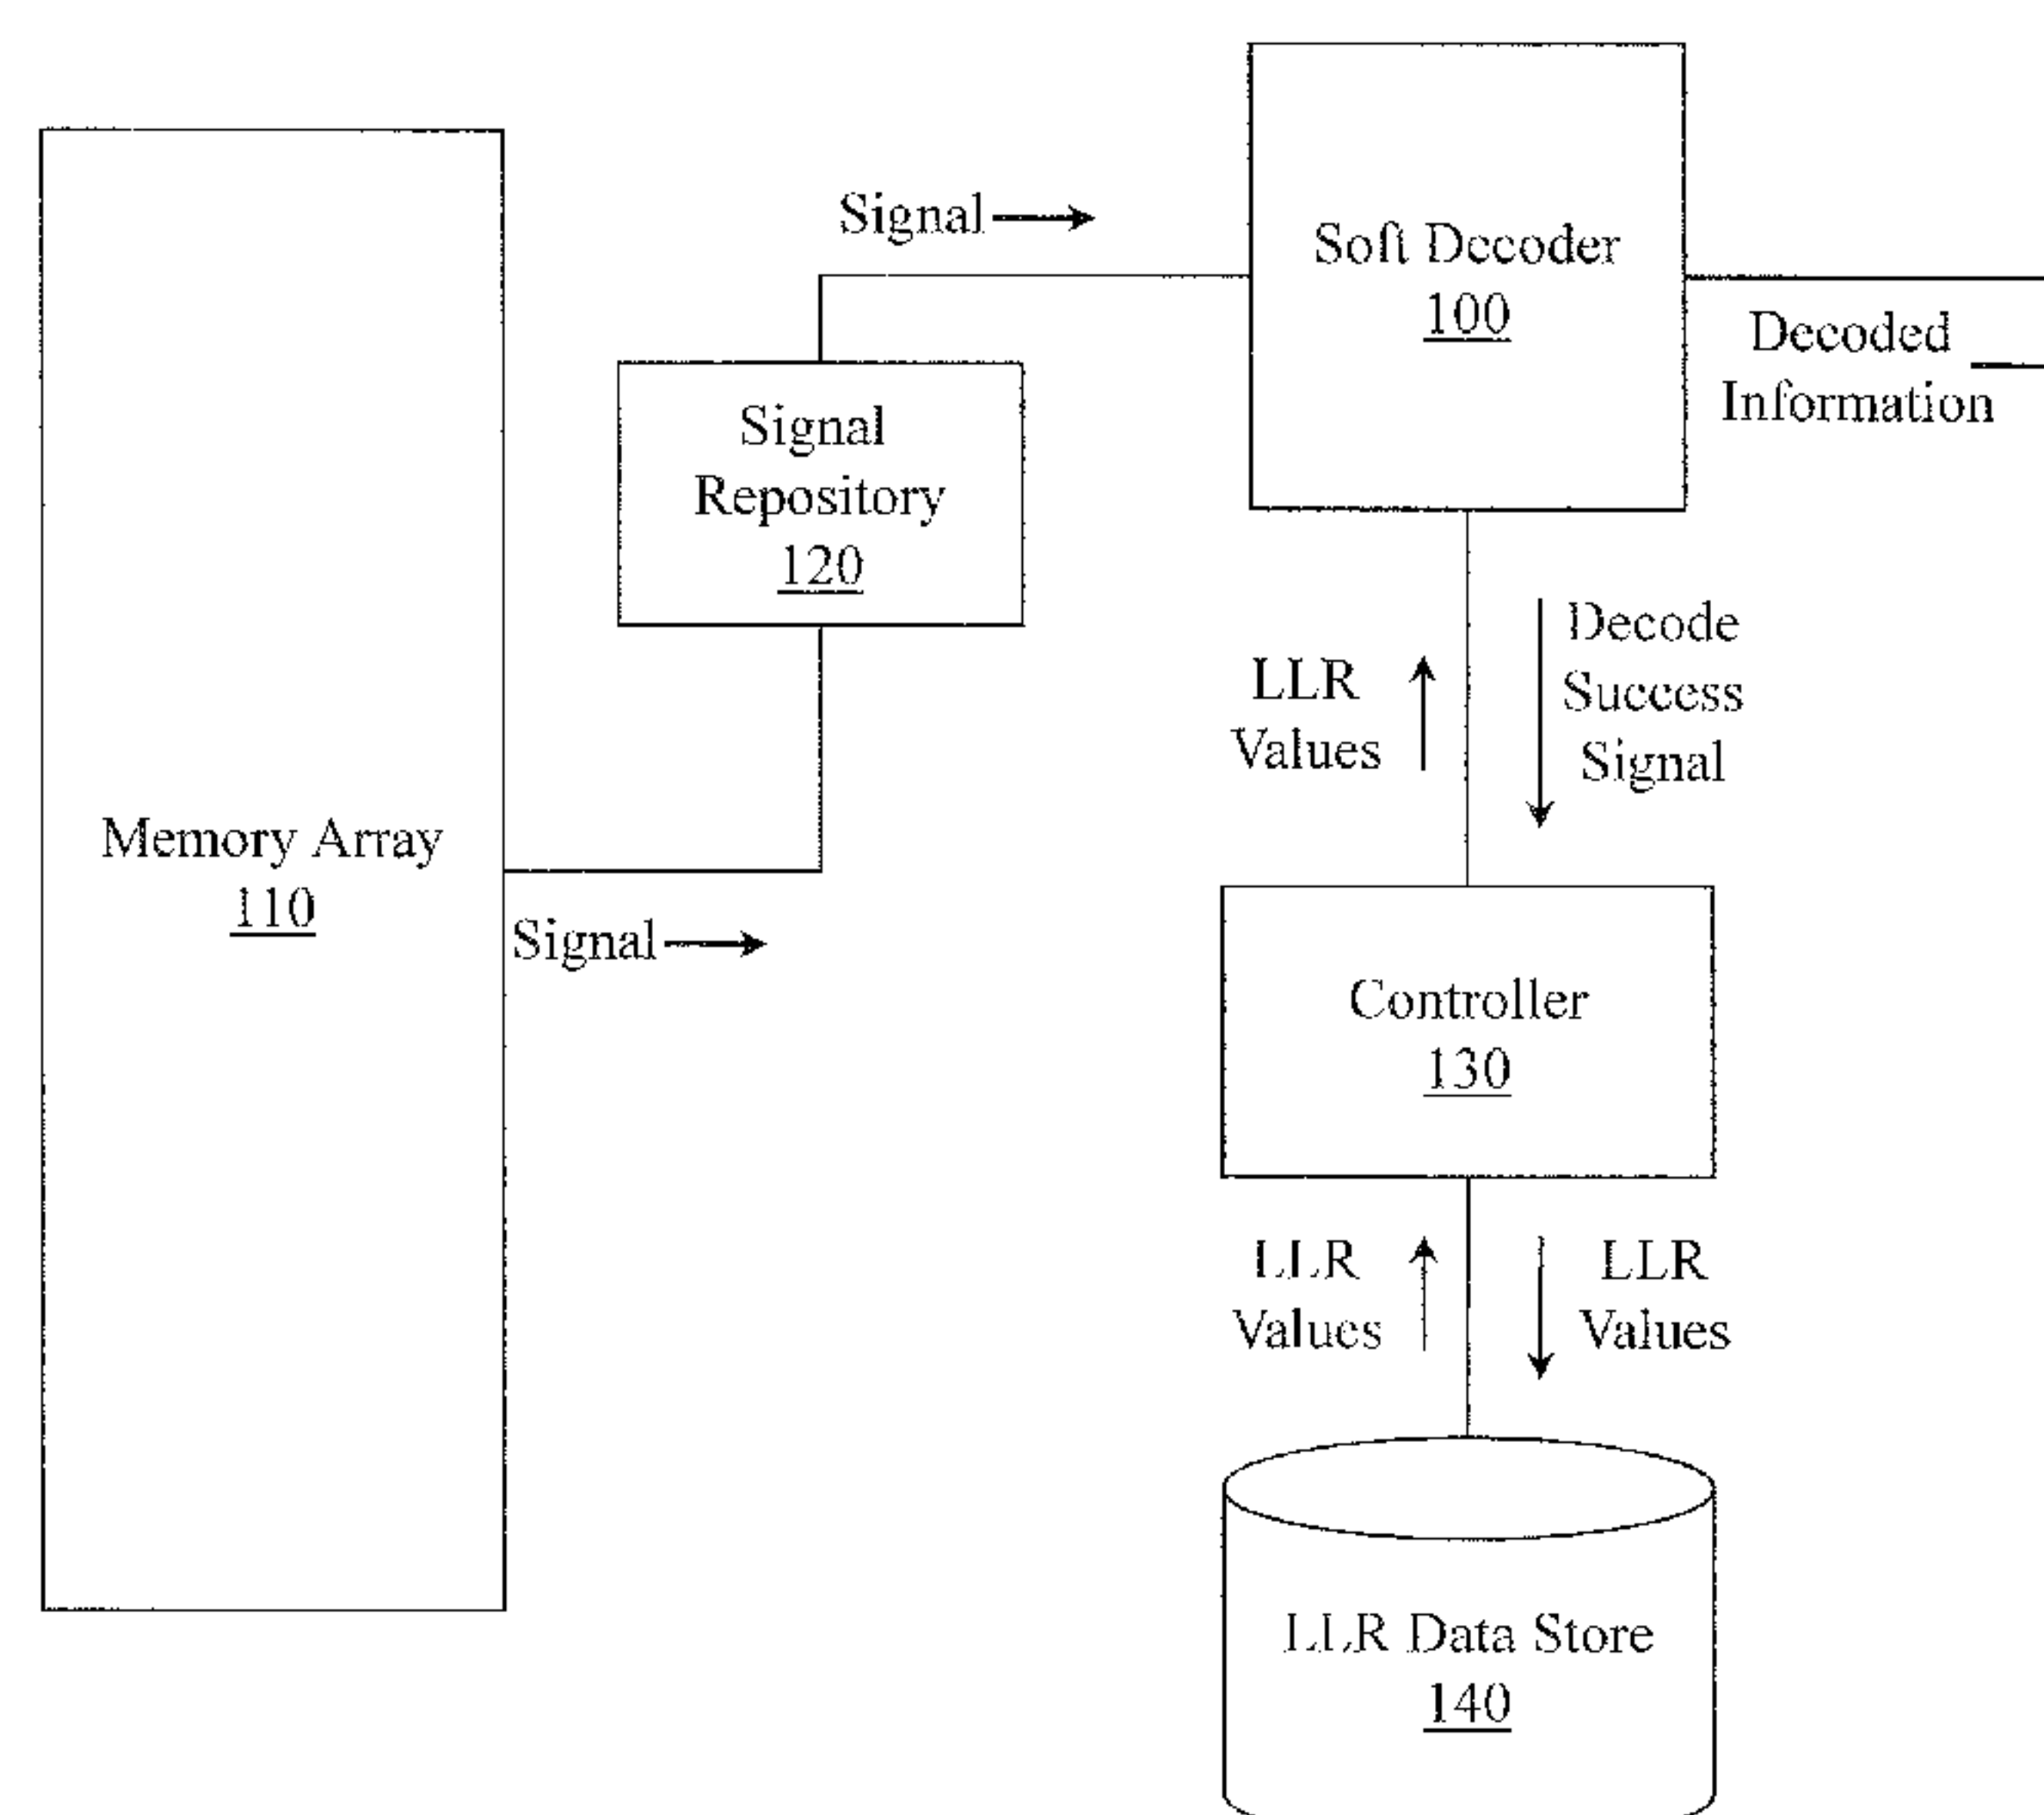 Signal
Soft Decoder
100
Decoded
Information
Signal
Repository
120
Decode
Success
Signal
LLR
Values
Memory Array
110
Signal
Controller
130
LLR
Values
LLR
Values
LLR Data Store
140